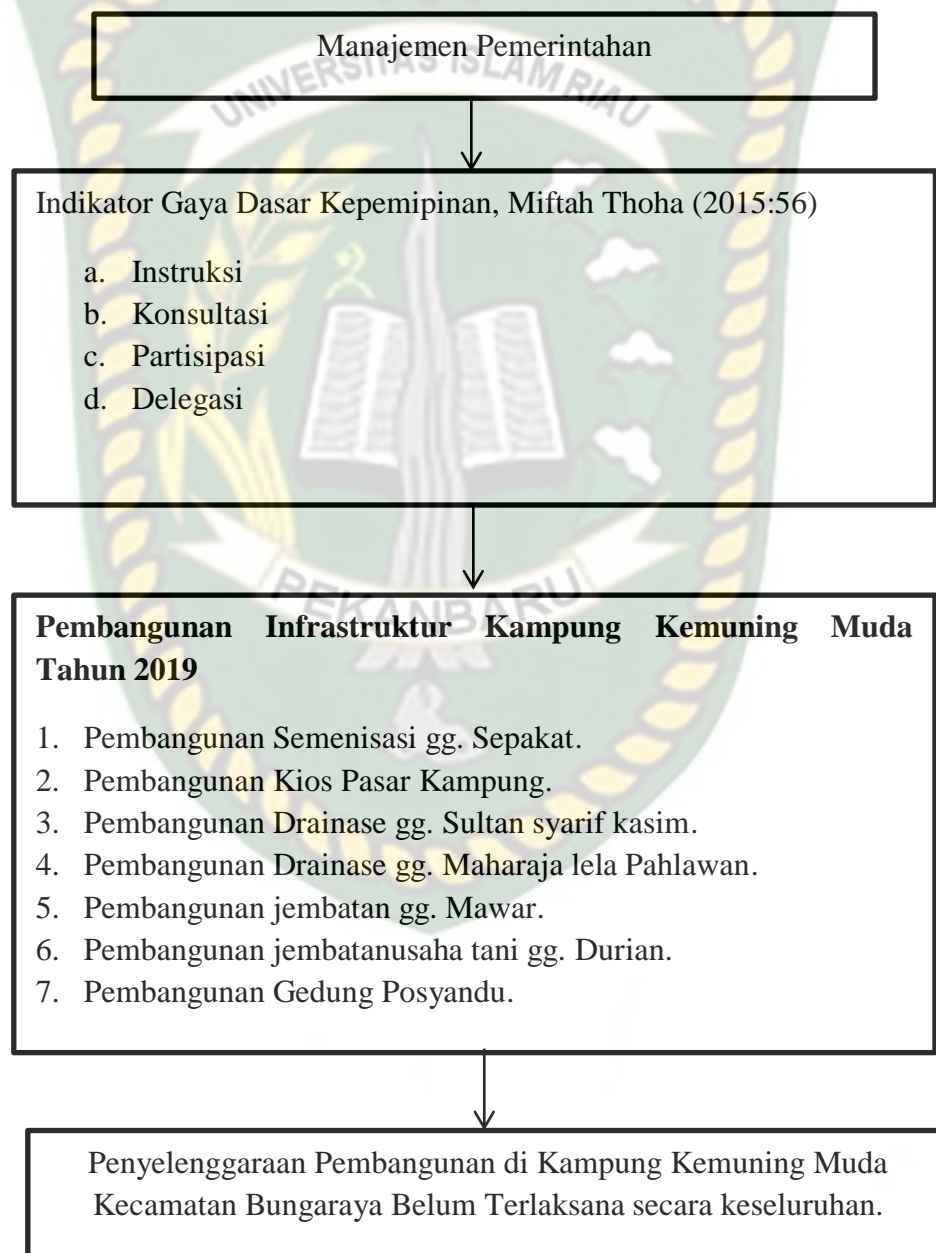 Manajemen Pemerintahan
UNIVERSITAS ISLAM RIAU
Indikator Gaya Dasar Kepemipinan, Miftah Thoha (2015:56)
a. Instruksi
b. Konsultasi
c. Partisipasi
d. Delegasi
PEKANBARU
Pembangunan Infrastruktur Kampung Kemuning Muda
Tahun 2019
1. Pembangunan Semenisasi gg. Sepakat.
2. Pembangunan Kios Pasar Kampung.
3. Pembangunan Drainase gg. Sultan syarif kasim.
4. Pembangunan Drainase gg. Maharaja lela Pahlawan.
5. Pembangunan jembatan gg. Mawar.
6. Pembangunan jembatanusaha tani gg. Durian.
7. Pembangunan Gedung Posyandu.
Penyelenggaraan Pembangunan di Kampung Kemuning Muda
Kecamatan Bungaraya Belum Terlaksana secara keseluruhan.